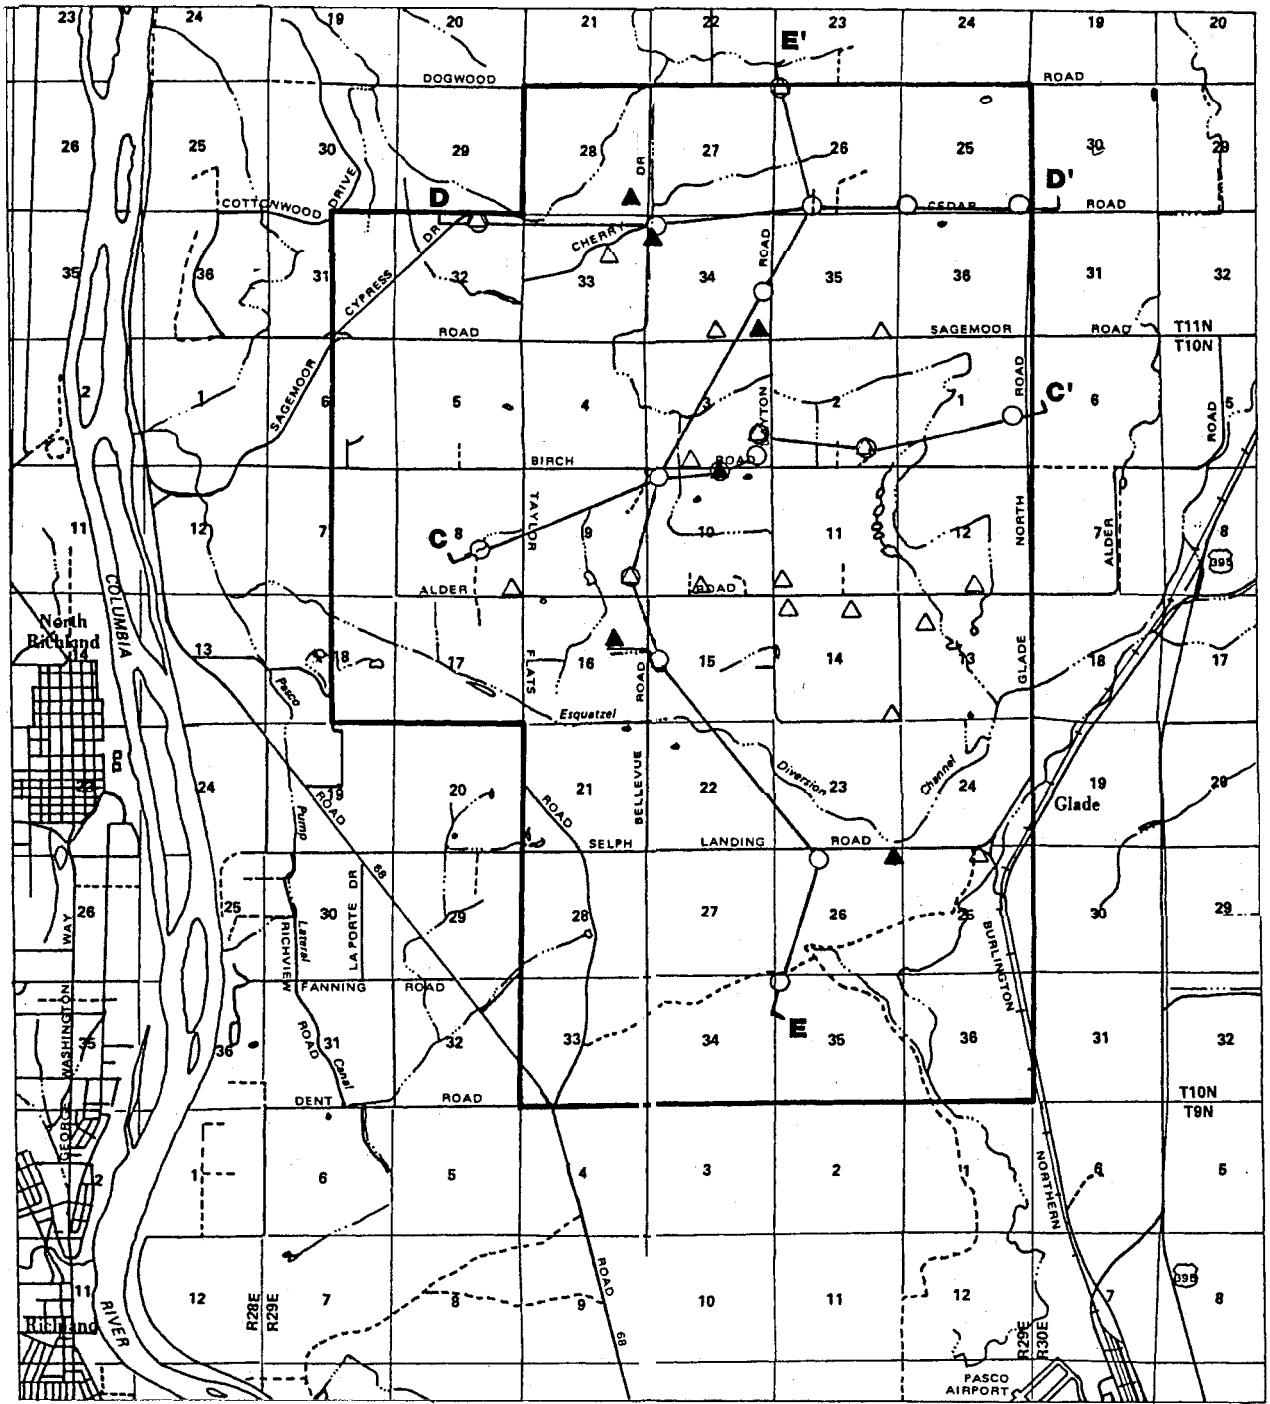 23 24 19 20 21 22 23 24 19 20
E'
DOGWOOD ROAD
26 25 30 29 28 DR 27 26 25 30 29
D D'
COTTONWOOD DRIVE CEDAR ROAD
DR CHERRY ROAD
35 36 31 CYPRESS 32 33 34 35 36 31 32
ROAD SAGEMOOR ROAD T11N
T10N
SAGEMOOR ROAD C'
2 1 6 5 4 3 2 1 6 5
ROAD
BIRCH ROAD
TAYLOR NORTH ALDER
11 12 7 8 9 10 11 12 7 8
C
395
COLUMBIA ALDER ROAD
North
Richland
14 13 18 17 16 15 14 13 18 17
FLATS ROAD GLADE
Pasco
Esquatzel
BELLEVUE
Diversion Channel
23 24 19 20 21 22 23 24 19 20
ROAD Pump ROAD Glade
SELPH LANDING ROAD
68
26 25 30 29 28 27 26 25 30 29
WAY Lateral RICHVIEW LA PORTE DR BURLINGTON
FANNING ROAD
WASHINGTON
E
35 36 31 32 33 34 35 36 31 32
ROAD Canal
DENT ROAD T10N
T9N
GEORGE
2 1 6 5 4 3 2 1 6 5
NORTHERN
ROAD
395
11 12 7 8 9 10 11 12 7 8
R28E R29E R29E R30E
Richland RIVER
68
PASCO
AIRPORT